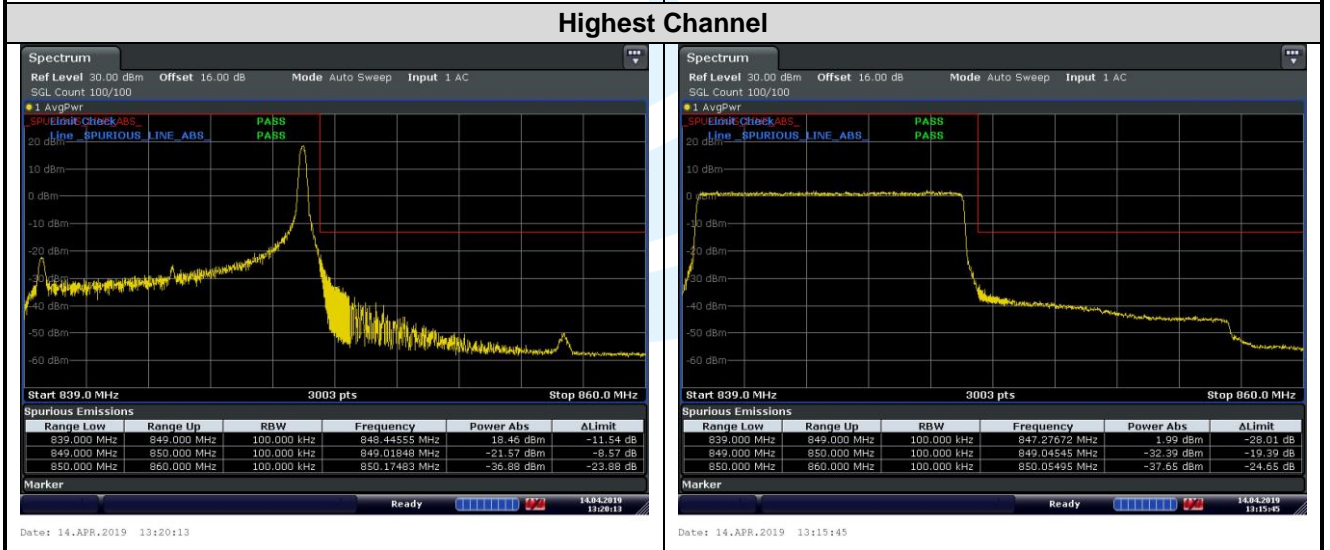 Highest Channel
Spectrum
Ref Level 30.00 dBm Offset 16.00 dB Mode Auto Sweep Input 1 AC
SGL Count 100/100
1 AvgPwr
Limit Check PASS
Line _SPURIOUS_LINE_ABS_ PASS
20 dBm
10 dBm
0 dBm
-10 dBm
-20 dBm
-30 dBm
-40 dBm
-50 dBm
-60 dBm
Start 839.0 MHz 3003 pts Stop 860.0 MHz
Spurious Emissions
Range Low Range Up RBW Frequency Power Abs ΔLimit
839.000 MHz 849.000 MHz 100.000 kHz 848.44555 MHz 18.46 dBm -11.54 dB
849.000 MHz 850.000 MHz 100.000 kHz 849.01848 MHz -21.57 dBm -8.57 dB
850.000 MHz 860.000 MHz 100.000 kHz 850.17483 MHz -36.88 dBm -23.88 dB
Marker
Ready 14.04.2019
13:20:13
Date: 14.APR.2019 13:20:13
Spectrum
Ref Level 30.00 dBm Offset 16.00 dB Mode Auto Sweep Input 1 AC
SGL Count 100/100
1 AvgPwr
Limit Check PASS
Line _SPURIOUS_LINE_ABS_ PASS
20 dBm
10 dBm
0 dBm
-10 dBm
-20 dBm
-30 dBm
-40 dBm
-50 dBm
-60 dBm
Start 839.0 MHz 3003 pts Stop 860.0 MHz
Spurious Emissions
Range Low Range Up RBW Frequency Power Abs ΔLimit
839.000 MHz 849.000 MHz 100.000 kHz 847.27672 MHz 1.99 dBm -28.01 dB
849.000 MHz 850.000 MHz 100.000 kHz 849.04545 MHz -32.39 dBm -19.39 dB
850.000 MHz 860.000 MHz 100.000 kHz 850.05495 MHz -37.65 dBm -24.65 dB
Marker
Ready 14.04.2019
13:15:45
Date: 14.APR.2019 13:15:45